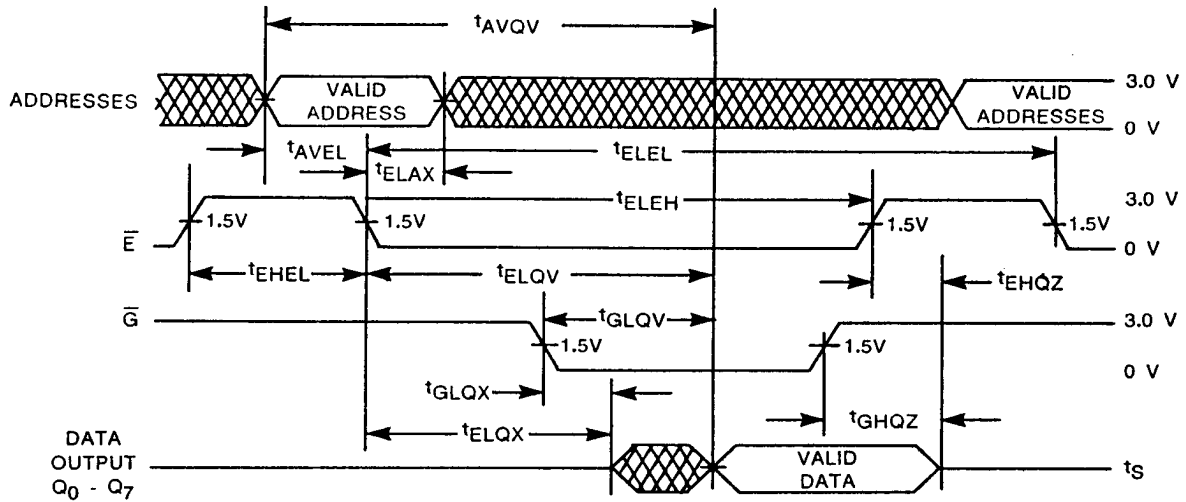 tAVQV
ADDRESSES
VALID
ADDRESS
VALID
ADDRESSES
3.0 V
0 V
tAVEL
tELAX
tELEL
tELEH
E̅
1.5V
1.5V
1.5V
1.5V
3.0 V
0 V
tEHEL
tELQV
tEHQZ
G̅
tGLQV
1.5V
1.5V
3.0 V
0 V
tGLQX
tGHQZ
tELQX
DATA
OUTPUT
Q0 - Q7
VALID
DATA
tS